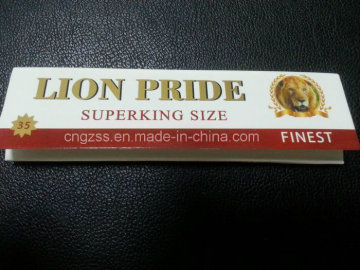 LION PRIDE
SUPERKING SIZE
35
cngzss.en.made-in-china.com
FINEST